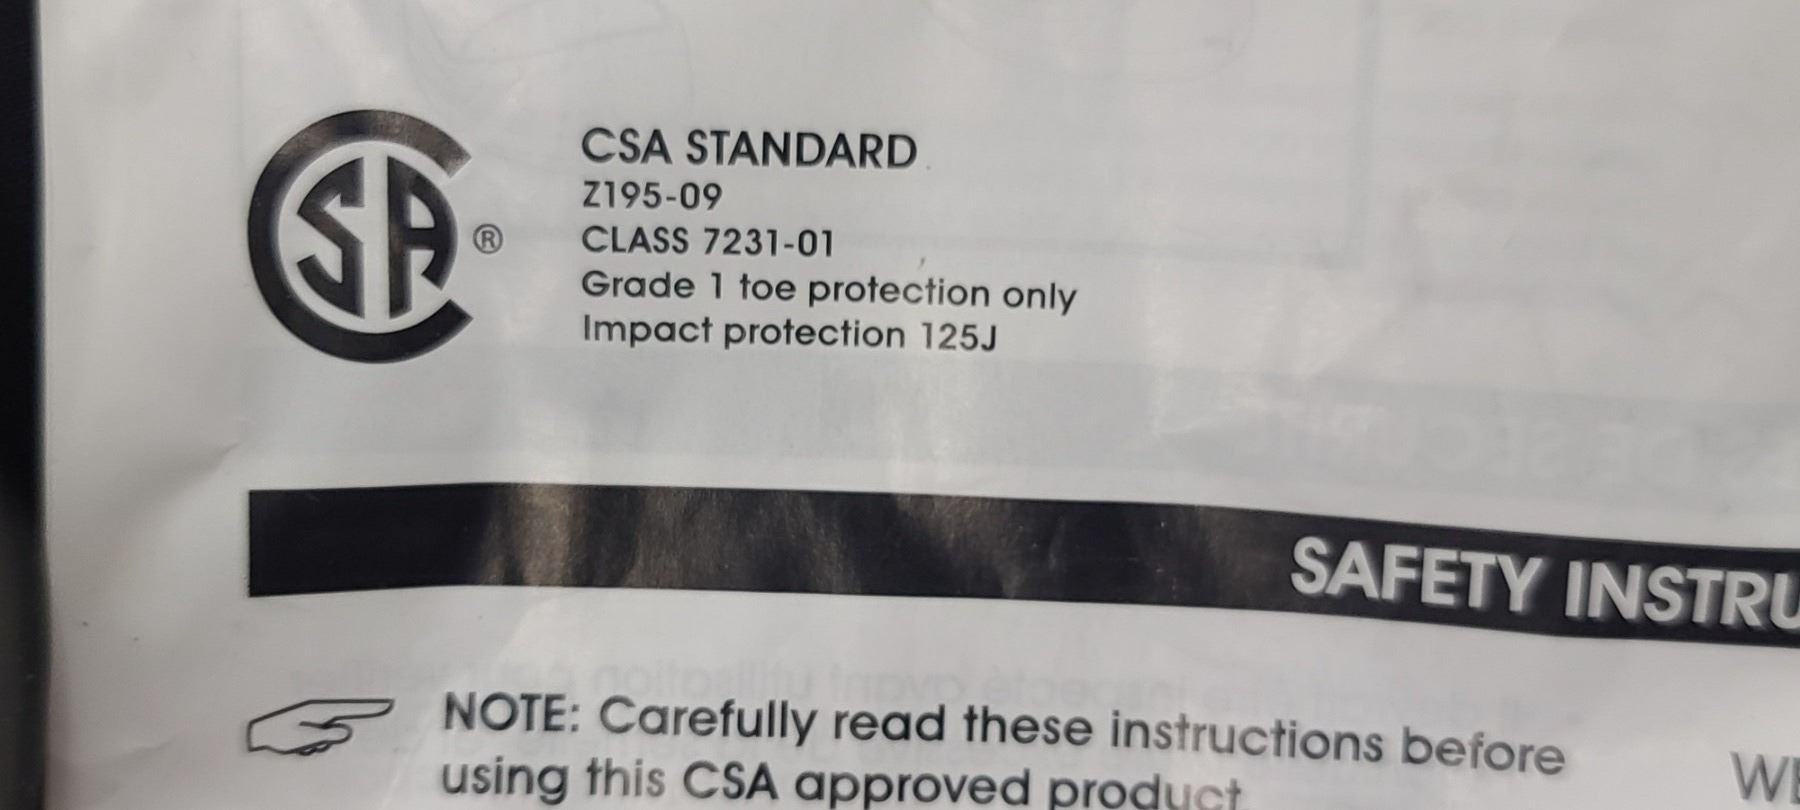 CSA ®
CSA STANDARD
Z195-09
CLASS 7231-01
Grade 1 toe protection only
Impact protection 125J
SAFETY INSTRU
NOTE: Carefully read these instructions before
using this CSA approved product